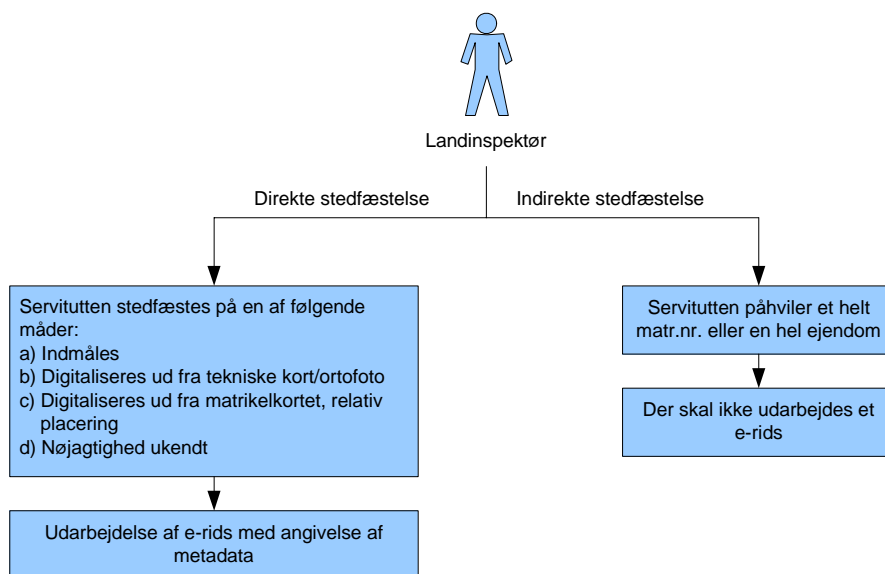 Landinspektør
Direkte stedfæstelse
Indirekte stedfæstelse
Servitutten stedfæstes på en af følgende
måder:
a) Indmåles
b) Digitaliseres ud fra tekniske kort/ortofoto
c) Digitaliseres ud fra matrikelkortet, relativ
placering
d) Nøjagtighed ukendt
Udarbejdelse af e-rids med angivelse af
metadata
Servitutten påhviler et helt
matr.nr. eller en hel ejendom
Der skal ikke udarbejdes et
e-rids